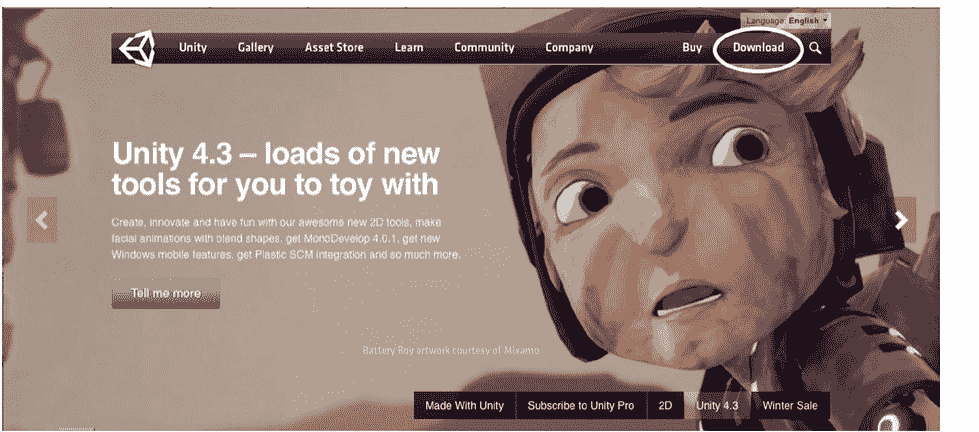 Language: English
Unity Gallery Asset Store Learn Community Company Buy Download
Unity 4.3 – loads of new
tools for you to toy with
Create, innovate and have fun with our awesome new 2D tools, make
facial animations with blend shapes, get MonoDevelop 4.0.1, get new
Windows mobile features, get Plastic SCM integration and so much more.
Tell me more
Battery Boy artwork courtesy of Mixamo
Made With Unity Subscribe to Unity Pro 2D Unity 4.3 Winter Sale